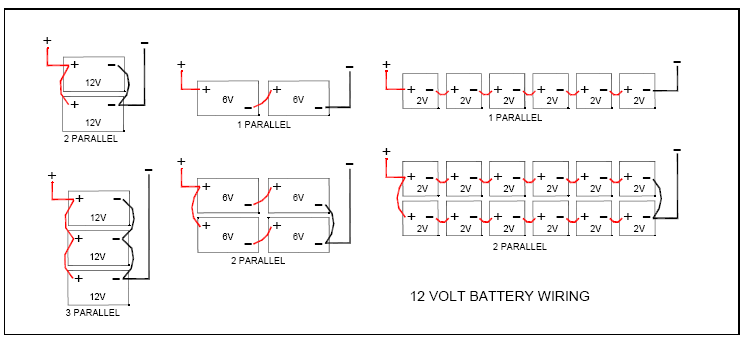 + −
+ − 12V
+ − 12V
2 PARALLEL
+ −
+ 6V − + 6V −
1 PARALLEL
+ −
+ 2V − + 2V − + 2V − + 2V − + 2V − + 2V −
1 PARALLEL
+ −
+ − 12V
+ − 12V
+ − 12V
3 PARALLEL
+ −
+ 6V − + 6V −
+ 6V − + 6V −
2 PARALLEL
+ −
+ 2V − + 2V − + 2V − + 2V − + 2V − + 2V −
+ 2V − + 2V − + 2V − + 2V − + 2V − + 2V −
2 PARALLEL
12 VOLT BATTERY WIRING